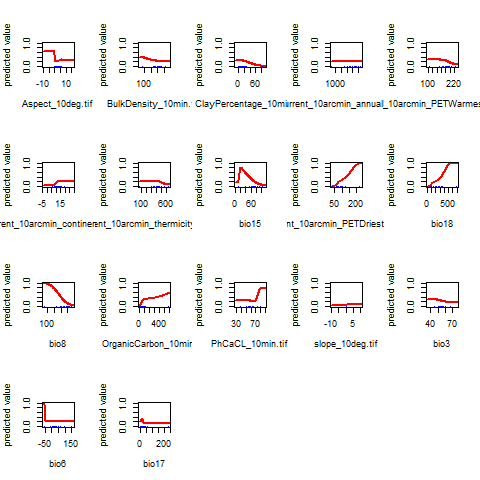 predicted value
0.0 1.0
-10 10
Aspect_10deg.tif
predicted value
0.0 1.0
100
BulkDensity_10min.
predicted value
0.0 1.0
0 60
ClayPercentage_10mi
predicted value
0.0 1.0
1000
rrent_10arcmin_annual
predicted value
0.0 1.0
100 220
_10arcmin_PETWarmes
predicted value
0.0 1.0
-5 15
rent_10arcmin_contine
predicted value
0.0 1.0
100 600
ent_10arcmin_thermicity
predicted value
0.0 1.0
0 60
bio15
predicted value
0.0 1.0
50 200
nt_10arcmin_PETDriest
predicted value
0.0 1.0
0 500
bio18
predicted value
0.0 1.0
100
bio8
predicted value
0.0 1.0
0 400
OrganicCarbon_10min
predicted value
0.0 1.0
30 70
PhCaCL_10min.tif
predicted value
0.0 1.0
-10 5
slope_10deg.tif
predicted value
0.0 1.0
40 70
bio3
predicted value
0.0 1.0
-50 150
bio6
predicted value
0.0 1.0
0 200
bio17